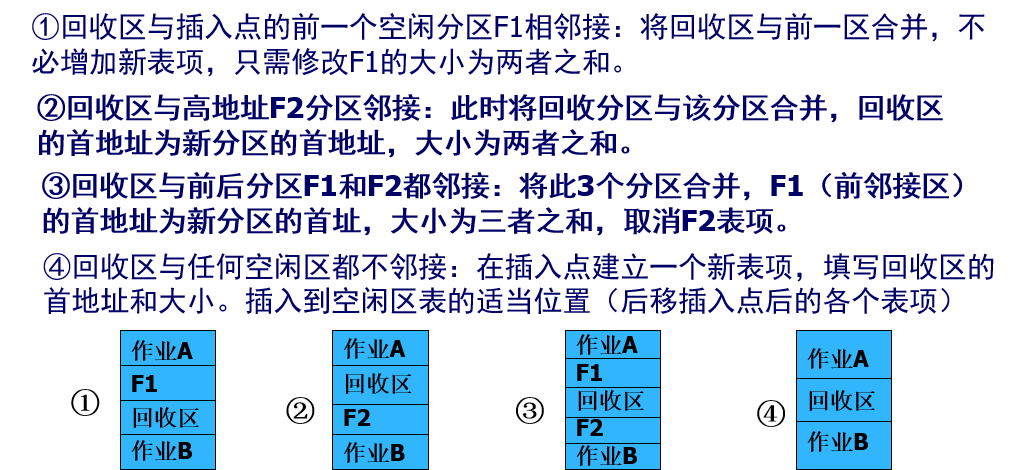 ①回收区与插入点的前一个空闲分区F1相邻接：将回收区与前一区合并，不
必增加新表项，只需修改F1的大小为两者之和。
②回收区与高地址F2分区邻接：此时将回收分区与该分区合并，回收区
的首地址为新分区的首地址，大小为两者之和。
③回收区与前后分区F1和F2都邻接：将此3个分区合并，F1（前邻接区）
的首地址为新分区的首址，大小为三者之和，取消F2表项。
④回收区与任何空闲区都不邻接：在插入点建立一个新表项，填写回收区的
首地址和大小。插入到空闲区表的适当位置（后移插入点后的各个表项）
①
作业A
F1
回收区
作业B
②
作业A
回收区
F2
作业B
③
作业A
F1
回收区
F2
作业B
④
作业A
回收区
作业B